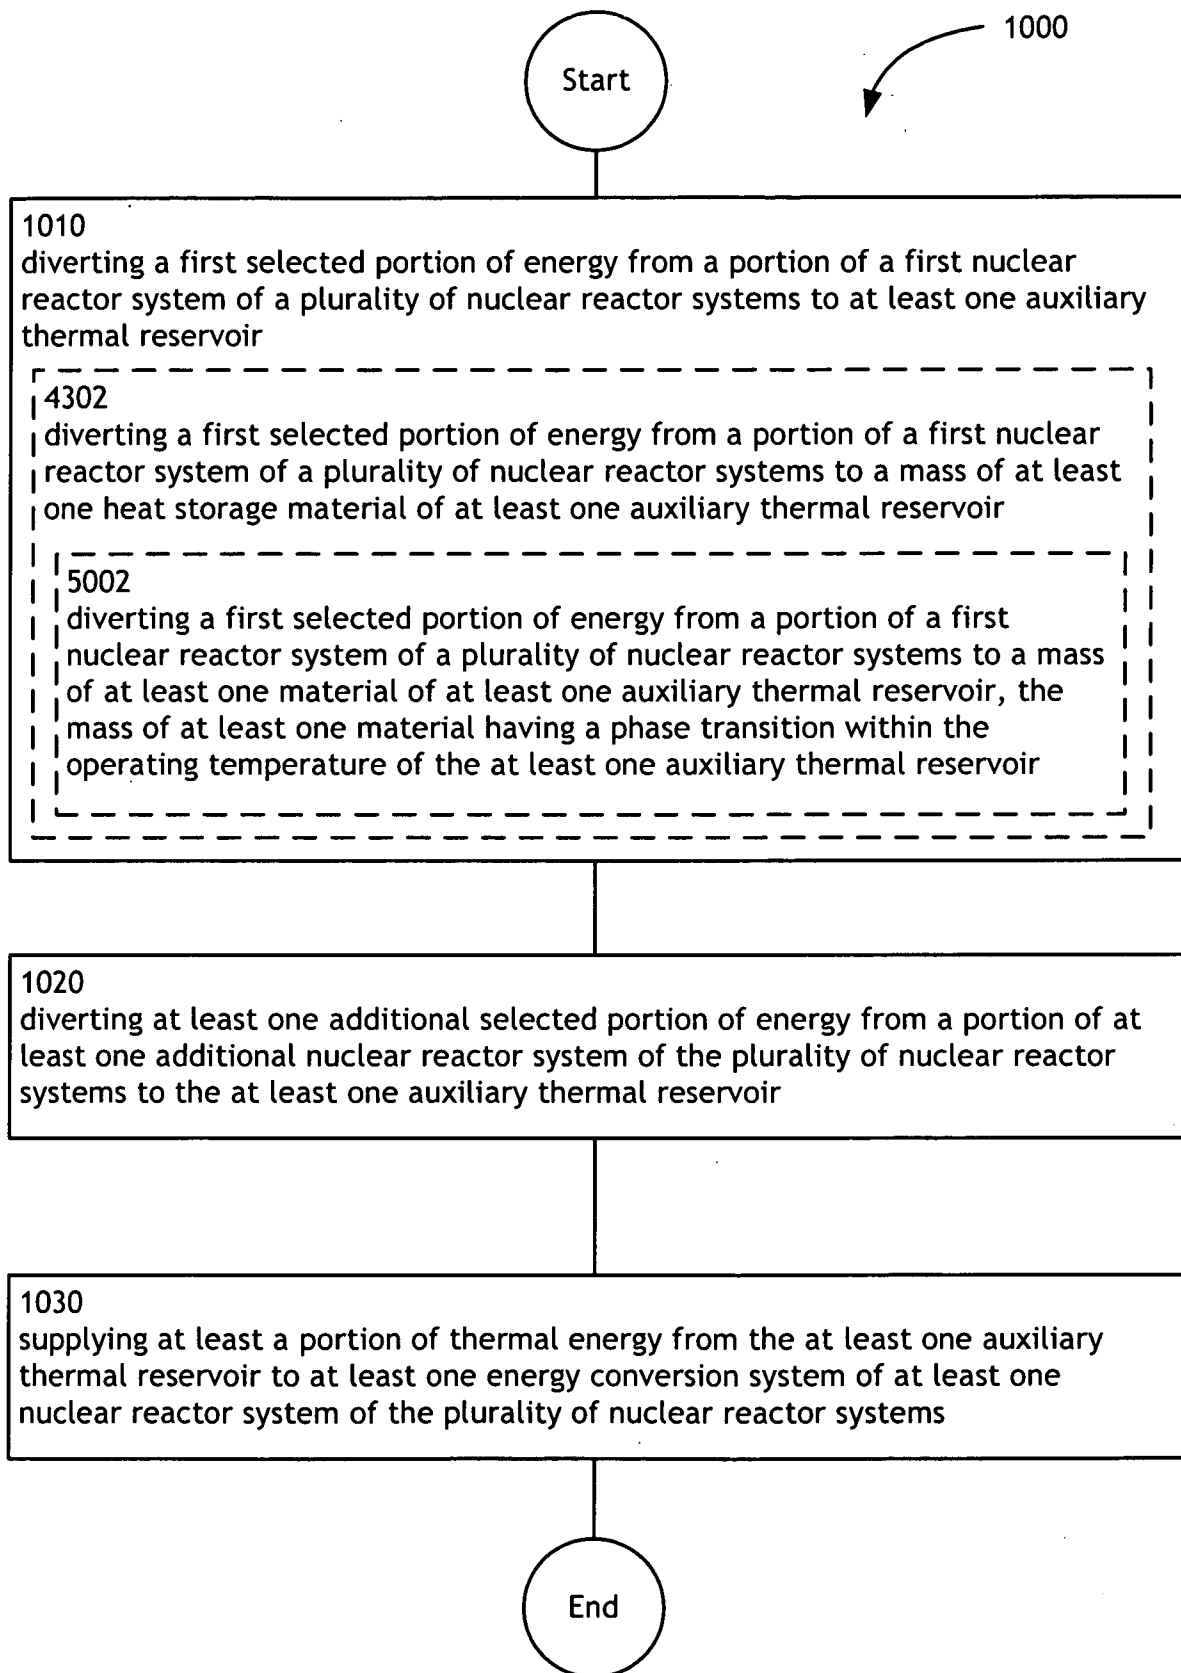 1000
Start
1010
diverting a first selected portion of energy from a portion of a first nuclear
reactor system of a plurality of nuclear reactor systems to at least one auxiliary
thermal reservoir
4302
diverting a first selected portion of energy from a portion of a first nuclear
reactor system of a plurality of nuclear reactor systems to a mass of at least
one heat storage material of at least one auxiliary thermal reservoir
5002
diverting a first selected portion of energy from a portion of a first
nuclear reactor system of a plurality of nuclear reactor systems to a mass
of at least one material of at least one auxiliary thermal reservoir, the
mass of at least one material having a phase transition within the
operating temperature of the at least one auxiliary thermal reservoir
1020
diverting at least one additional selected portion of energy from a portion of at
least one additional nuclear reactor system of the plurality of nuclear reactor
systems to the at least one auxiliary thermal reservoir
1030
supplying at least a portion of thermal energy from the at least one auxiliary
thermal reservoir to at least one energy conversion system of at least one
nuclear reactor system of the plurality of nuclear reactor systems
End